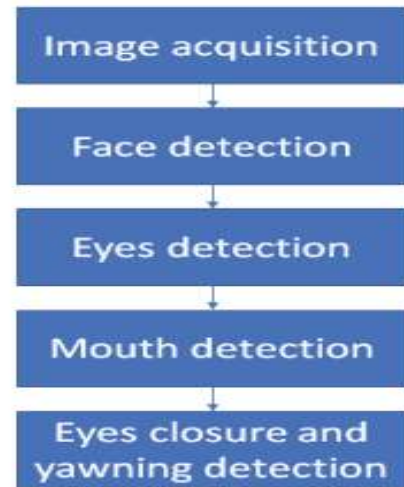 Image acquisition
Face detection
Eyes detection
Mouth detection
Eyes closure and
yawning detection